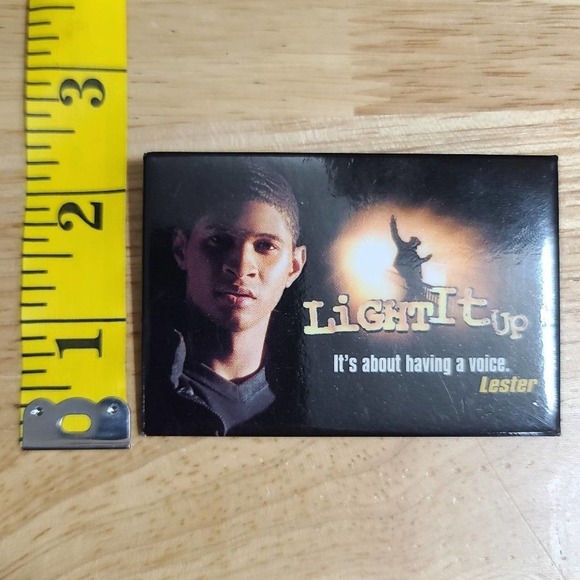 3
2
1
LiGHT It UP
It's about having a voice.
Lester